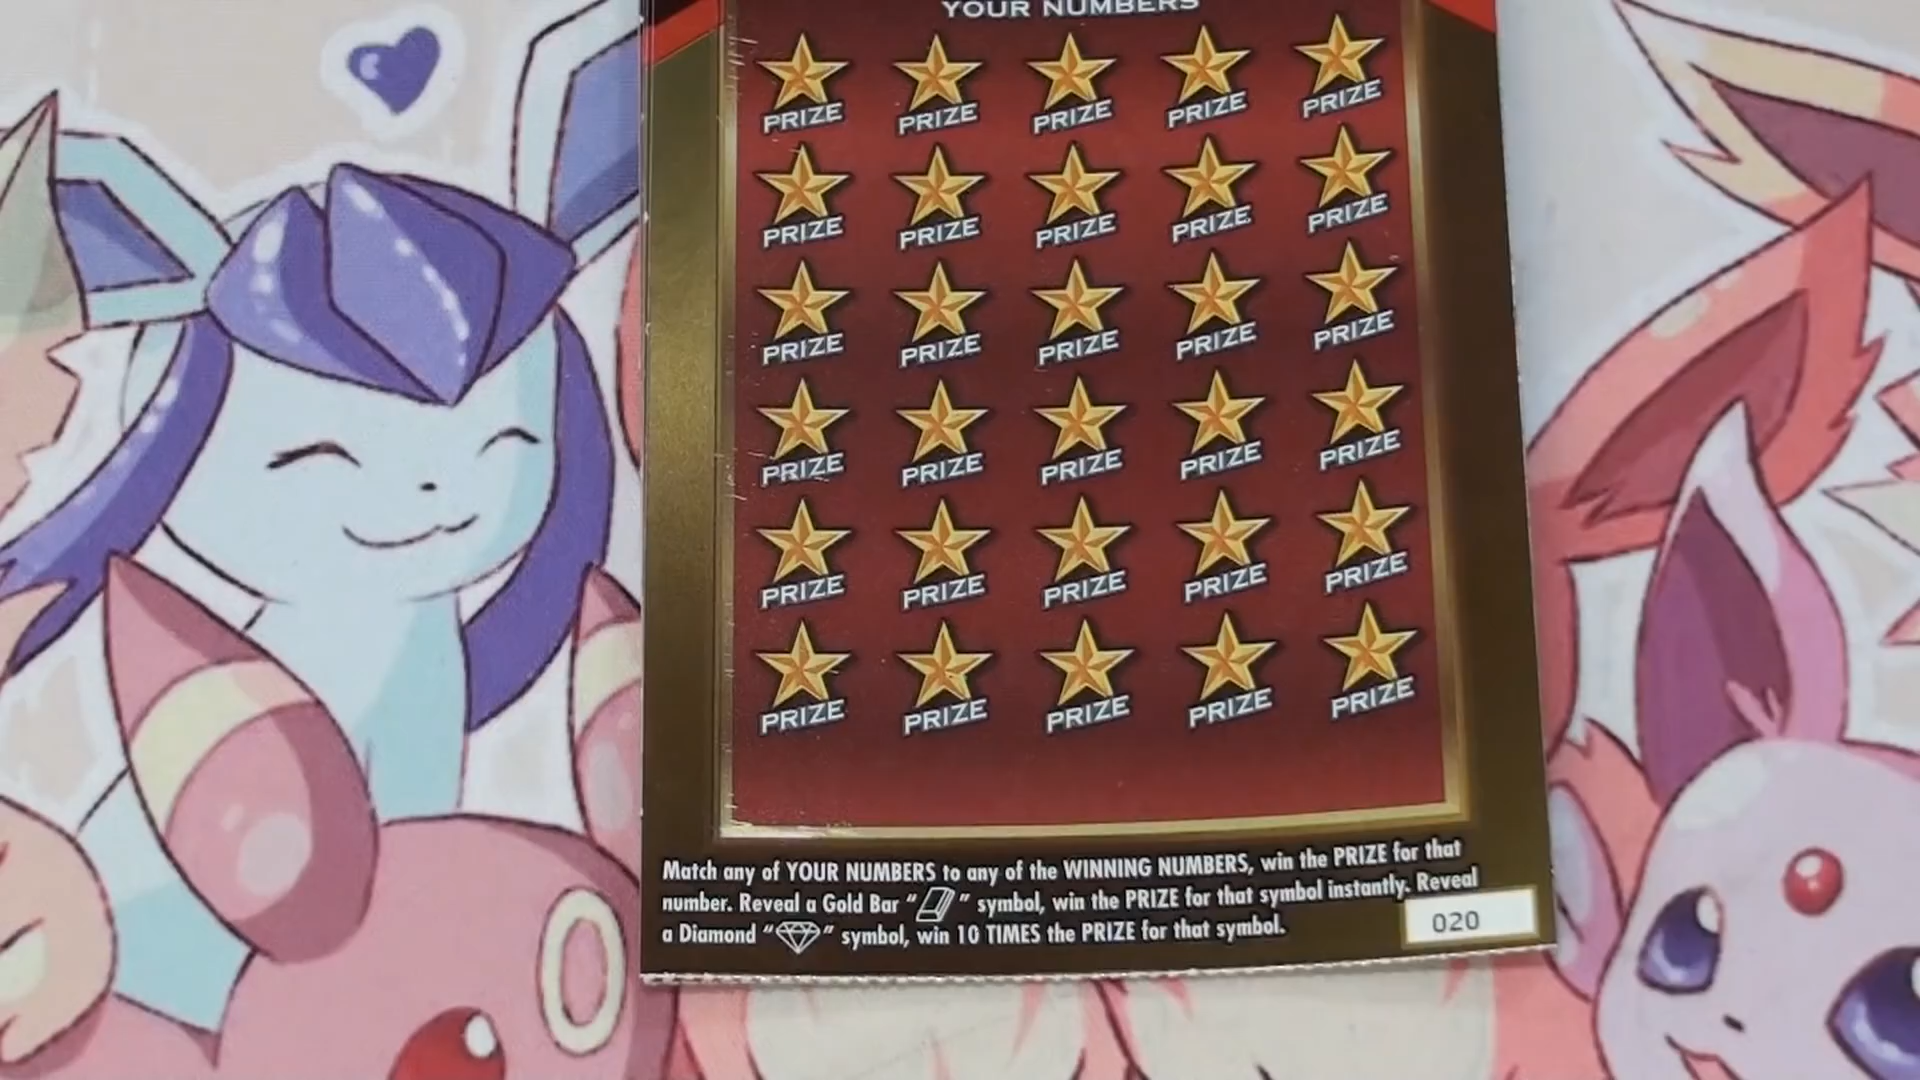 YOUR NUMBERS
PRIZE PRIZE PRIZE PRIZE PRIZE
PRIZE PRIZE PRIZE PRIZE PRIZE
PRIZE PRIZE PRIZE PRIZE PRIZE
PRIZE PRIZE PRIZE PRIZE PRIZE
PRIZE PRIZE PRIZE PRIZE PRIZE
PRIZE PRIZE PRIZE PRIZE PRIZE
Match any of YOUR NUMBERS to any of the WINNING NUMBERS, win the PRIZE for that
number. Reveal a Gold Bar " " symbol, win the PRIZE for that symbol instantly. Reveal
a Diamond " " symbol, win 10 TIMES the PRIZE for that symbol.
020